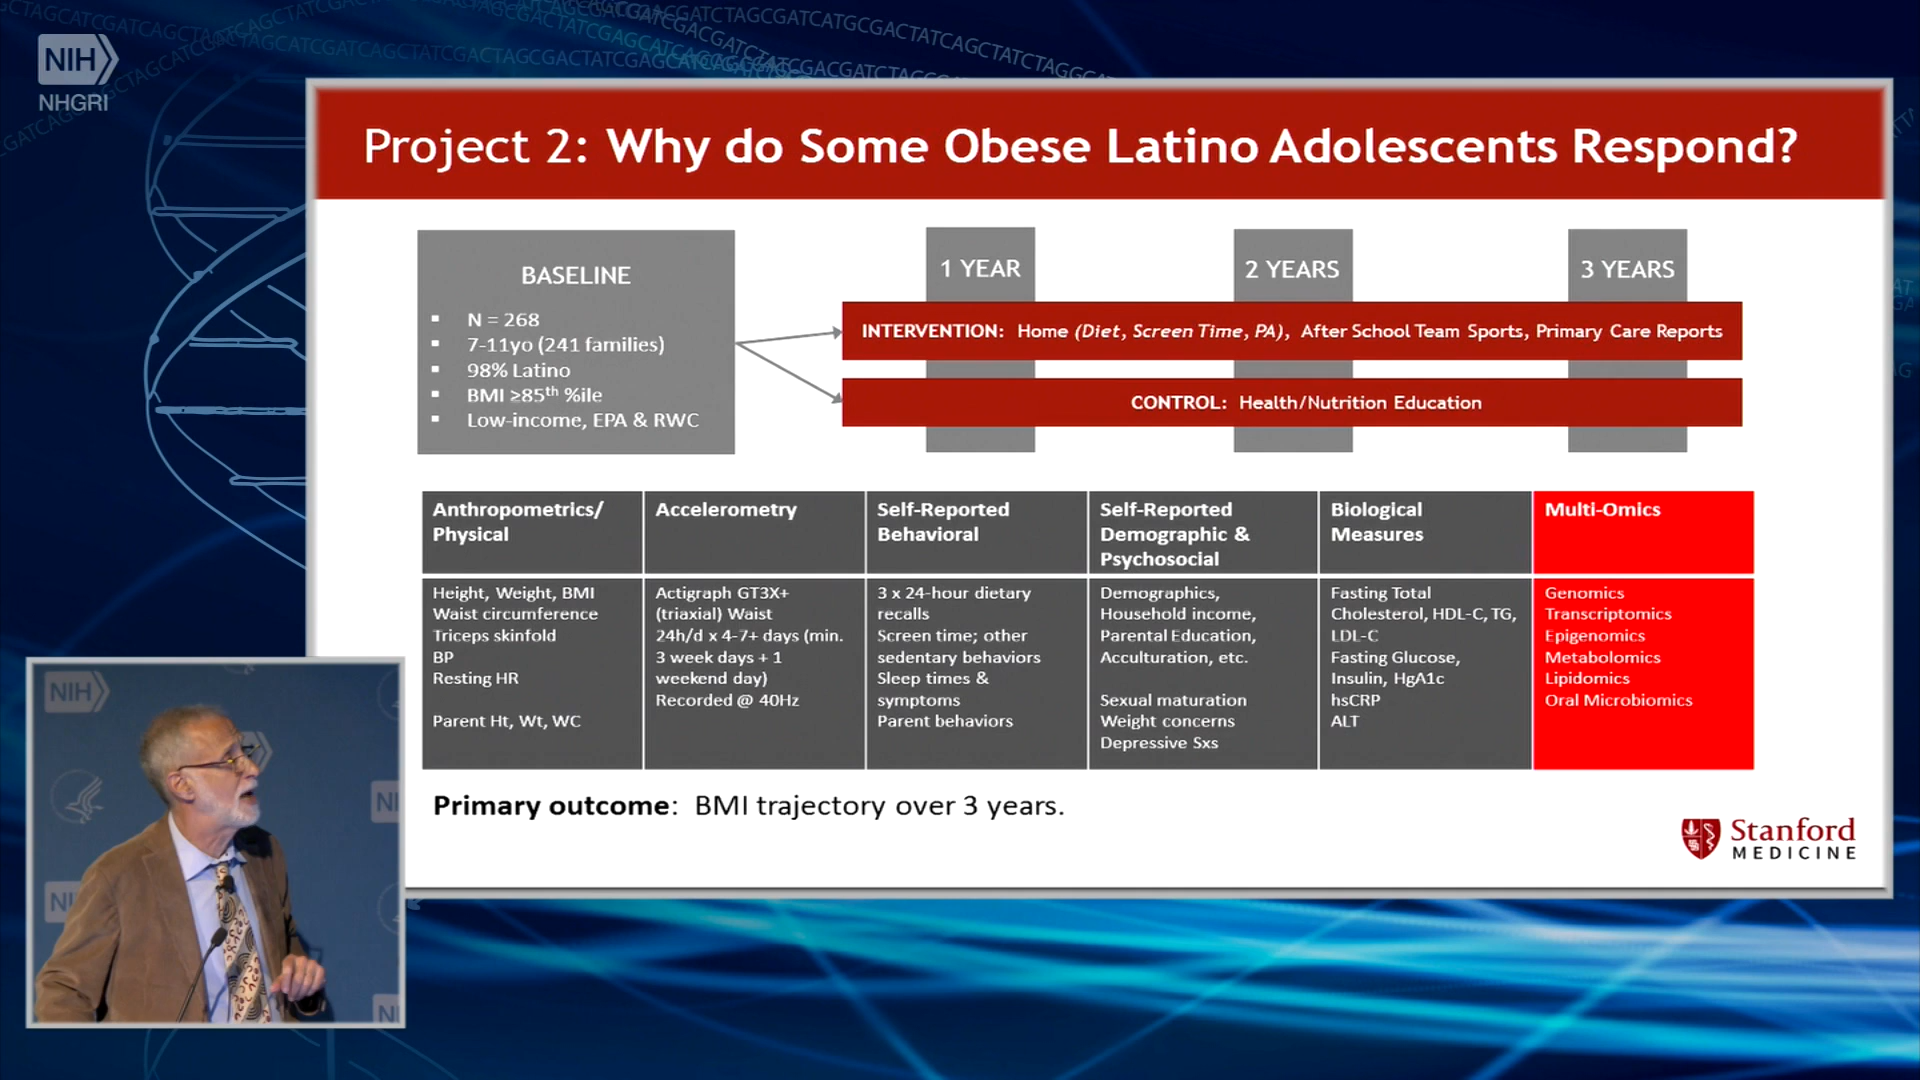 NIH
NHGRI
Project 2: Why do Some Obese Latino Adolescents Respond?
BASELINE
▪ N = 268
▪ 7-11yo (241 families)
▪ 98% Latino
▪ BMI ≥85th %ile
▪ Low-income, EPA & RWC
1 YEAR
2 YEARS
3 YEARS
INTERVENTION: Home (Diet, Screen Time, PA), After School Team Sports, Primary Care Reports
CONTROL: Health/Nutrition Education
Anthropometrics/
Physical
Height, Weight, BMI
Waist circumference
Triceps skinfold
BP
Resting HR
Parent Ht, Wt, WC
Accelerometry
Actigraph GT3X+
(triaxial) Waist
24h/d x 4-7+ days (min.
3 week days + 1
weekend day)
Recorded @ 40Hz
Self-Reported
Behavioral
3 x 24-hour dietary
recalls
Screen time; other
sedentary behaviors
Sleep times &
symptoms
Parent behaviors
Self-Reported
Demographic &
Psychosocial
Demographics,
Household income,
Parental Education,
Acculturation, etc.
Sexual maturation
Weight concerns
Depressive Sxs
Biological
Measures
Fasting Total
Cholesterol, HDL-C, TG,
LDL-C
Fasting Glucose,
Insulin, HgA1c
hsCRP
ALT
Multi-Omics
Genomics
Transcriptomics
Epigenomics
Metabolomics
Lipidomics
Oral Microbiomics
Primary outcome: BMI trajectory over 3 years.
Stanford
MEDICINE
NIH